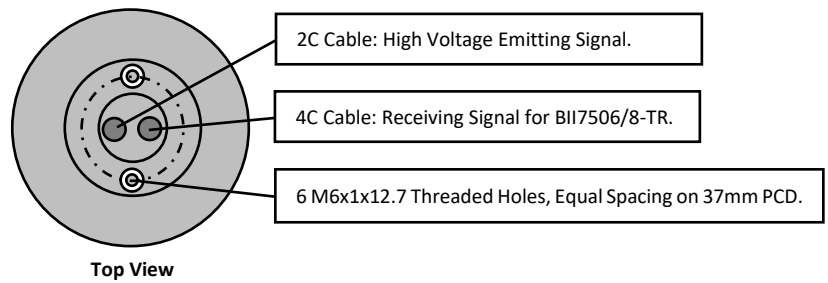 2C Cable: High Voltage Emitting Signal.
4C Cable: Receiving Signal for BII7506/8-TR.
6 M6x1x12.7 Threaded Holes, Equal Spacing on 37mm PCD.
Top View